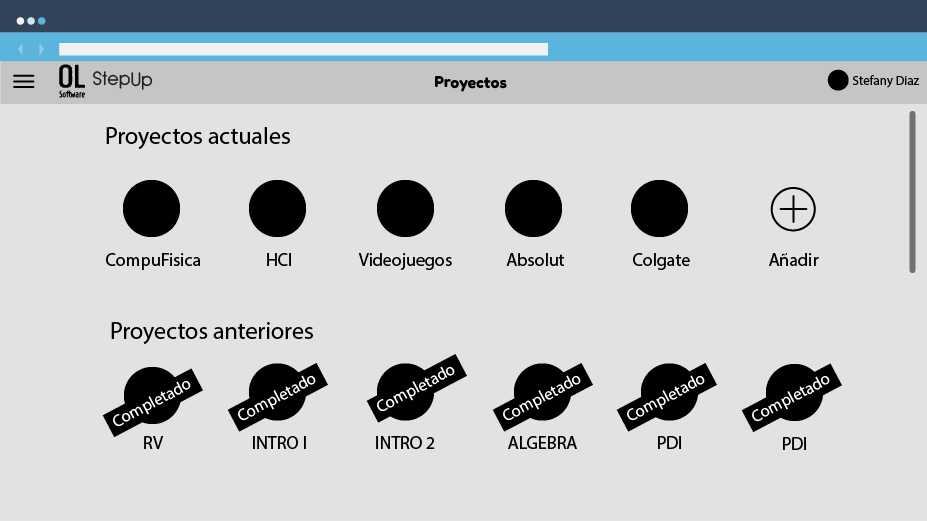 OL
Software
StepUp
Proyectos
Stefany Diaz
Proyectos actuales
CompuFisica
HCI
Videojuegos
Absolut
Colgate
Añadir
Proyectos anteriores
Completado
Completado
Completado
Completado
Completado
Completado
RV
INTRO I
INTRO 2
ALGEBRA
PDI
PDI